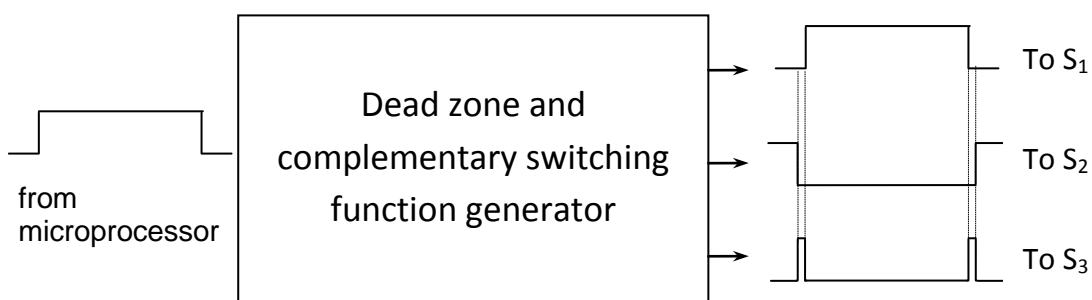 Dead zone and
complementary switching
function generator
from
microprocessor
To S₁
To S₂
To S₃